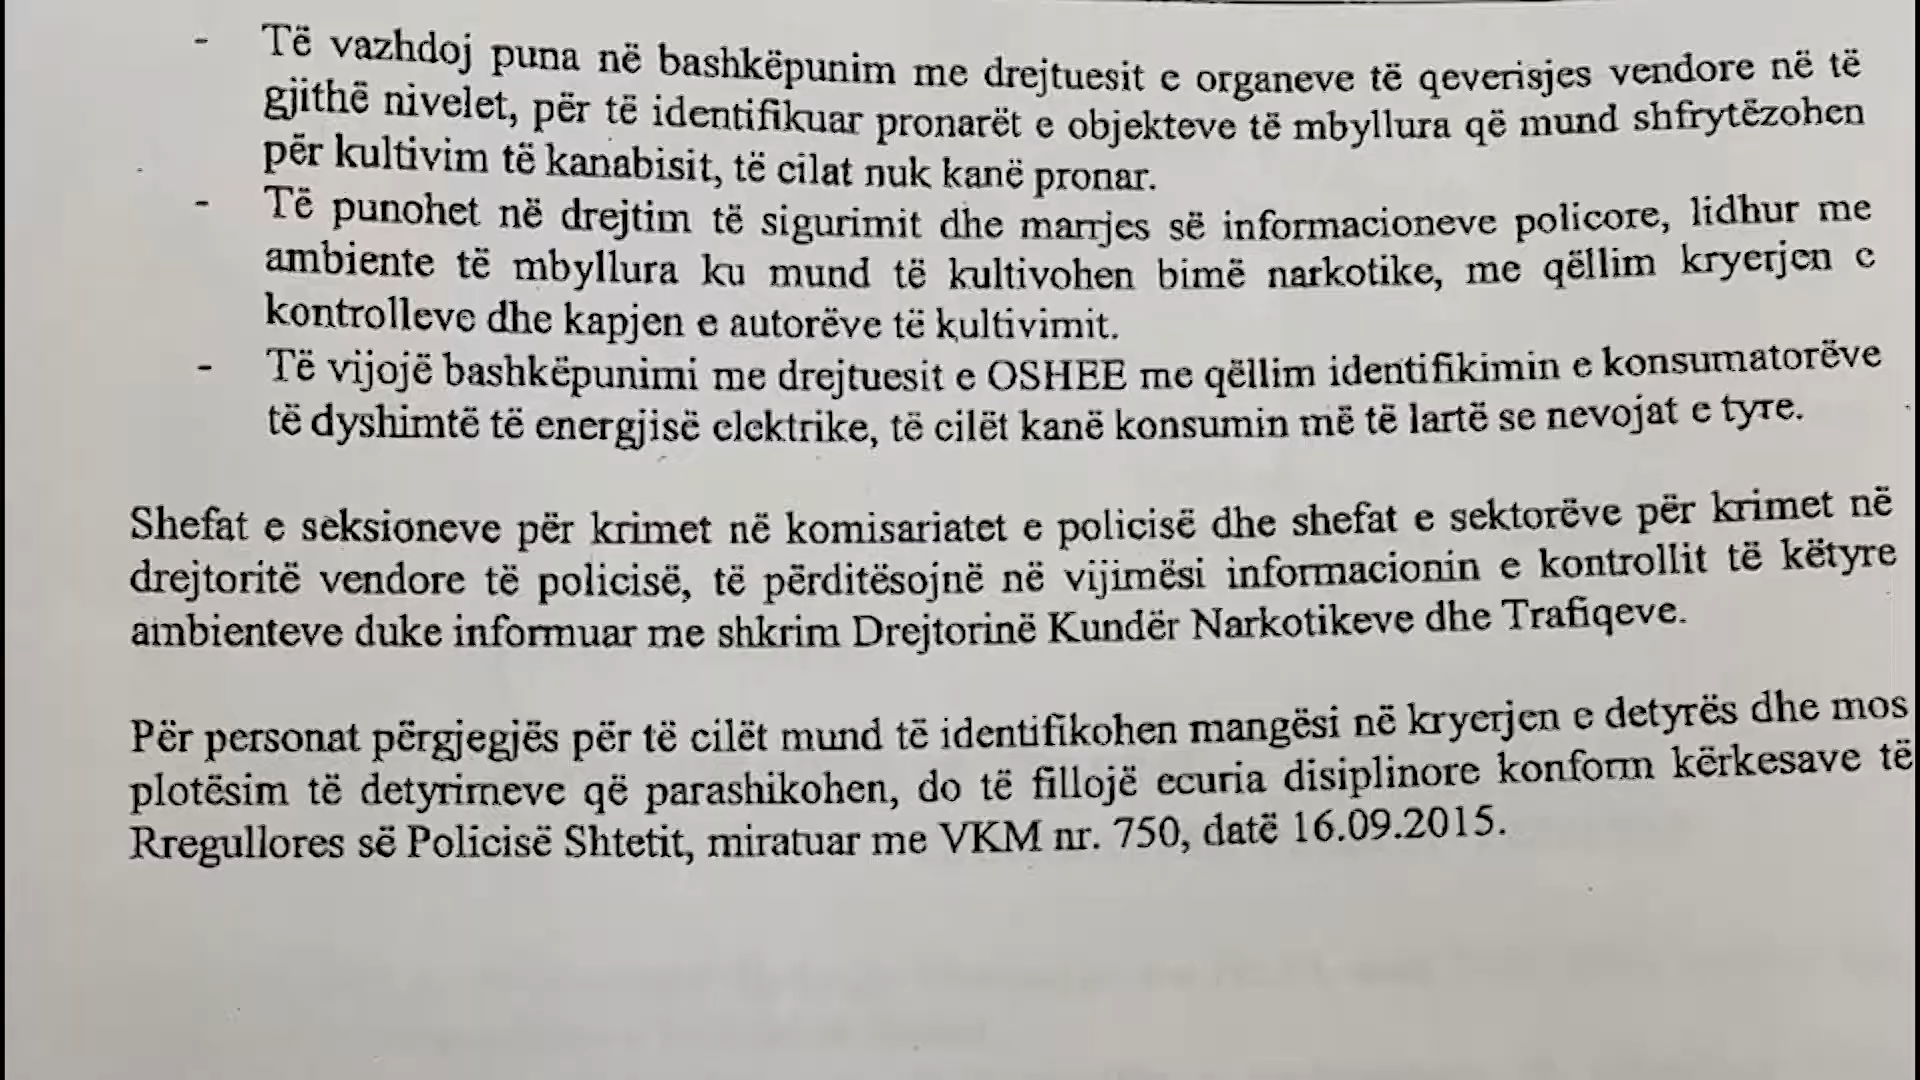 - Të vazhdoj puna në bashkëpunim me drejtuesit e organeve të qeverisjes vendore në të
gjithë nivelet, për të identifikuar pronarët e objekteve të mbyllura që mund shfrytëzohen
për kultivim të kanabisit, të cilat nuk kanë pronar.
- Të punohet në drejtim të sigurimit dhe marrjes së informacioneve policore, lidhur me
ambiente të mbyllura ku mund të kultivohen bimë narkotike, me qëllim kryerjen e
kontrolleve dhe kapjen e autorëve të kultivimit.
- Të vijojë bashkëpunimi me drejtuesit e OSHEE me qëllim identifikimin e konsumatorëve
të dyshimtë të energjisë elektrike, të cilët kanë konsumin më të lartë se nevojat e tyre.
Shefat e seksioneve për krimet në komisariatet e policisë dhe shefat e sektorëve për krimet në
drejtoritë vendore të policisë, të përditësojnë në vijimësi informacionin e kontrollit të këtyre
ambienteve duke informuar me shkrim Drejtorinë Kundër Narkotikeve dhe Trafiqeve.
Për personat përgjegjës për të cilët mund të identifikohen mangësi në kryerjen e detyrës dhe mos
plotësim të detyrimeve që parashikohen, do të fillojë ecuria disiplinore konform kërkesave të
Rregullores së Policisë Shtetit, miratuar me VKM nr. 750, datë 16.09.2015.